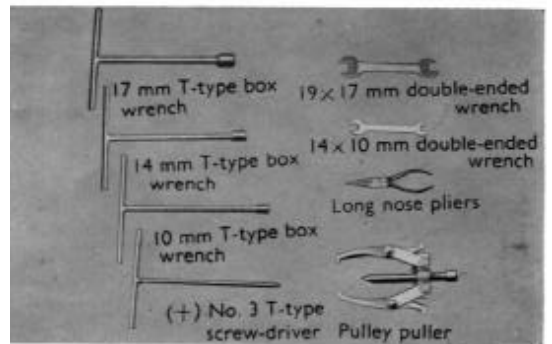 17 mm T-type box
wrench
19×17 mm double-ended
wrench
14 mm T-type box
wrench
14×10 mm double-ended
wrench
Long nose pliers
10 mm T-type box
wrench
(+) No. 3 T-type
screw-driver
Pulley puller